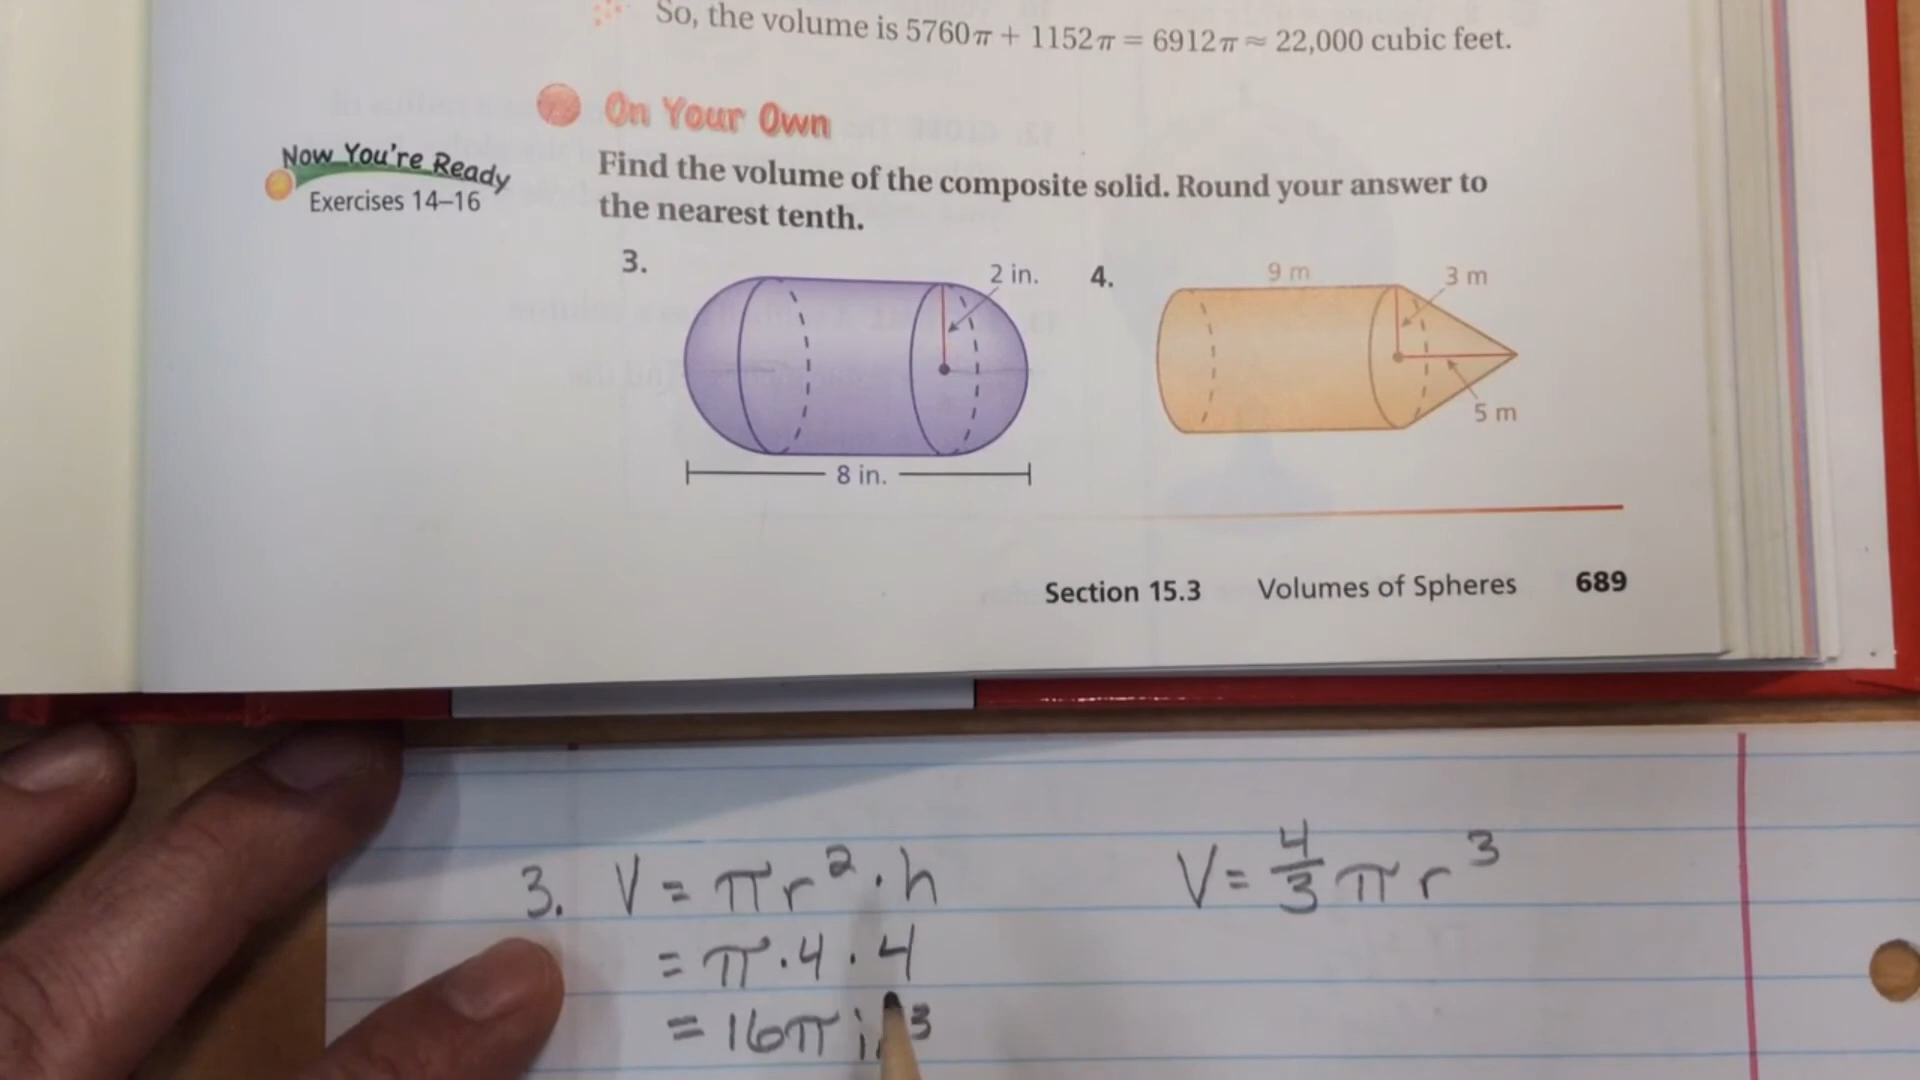 So, the volume is 5760π + 1152π = 6912π ≈ 22,000 cubic feet.
On Your Own
Now You're Ready
Exercises 14–16
Find the volume of the composite solid. Round your answer to
the nearest tenth.
3.
2 in.
8 in.
4.
9 m
3 m
5 m
Section 15.3 Volumes of Spheres 689
3. V = πr²·h
= π·4·4
= 16π in³
V = 4/3 πr³